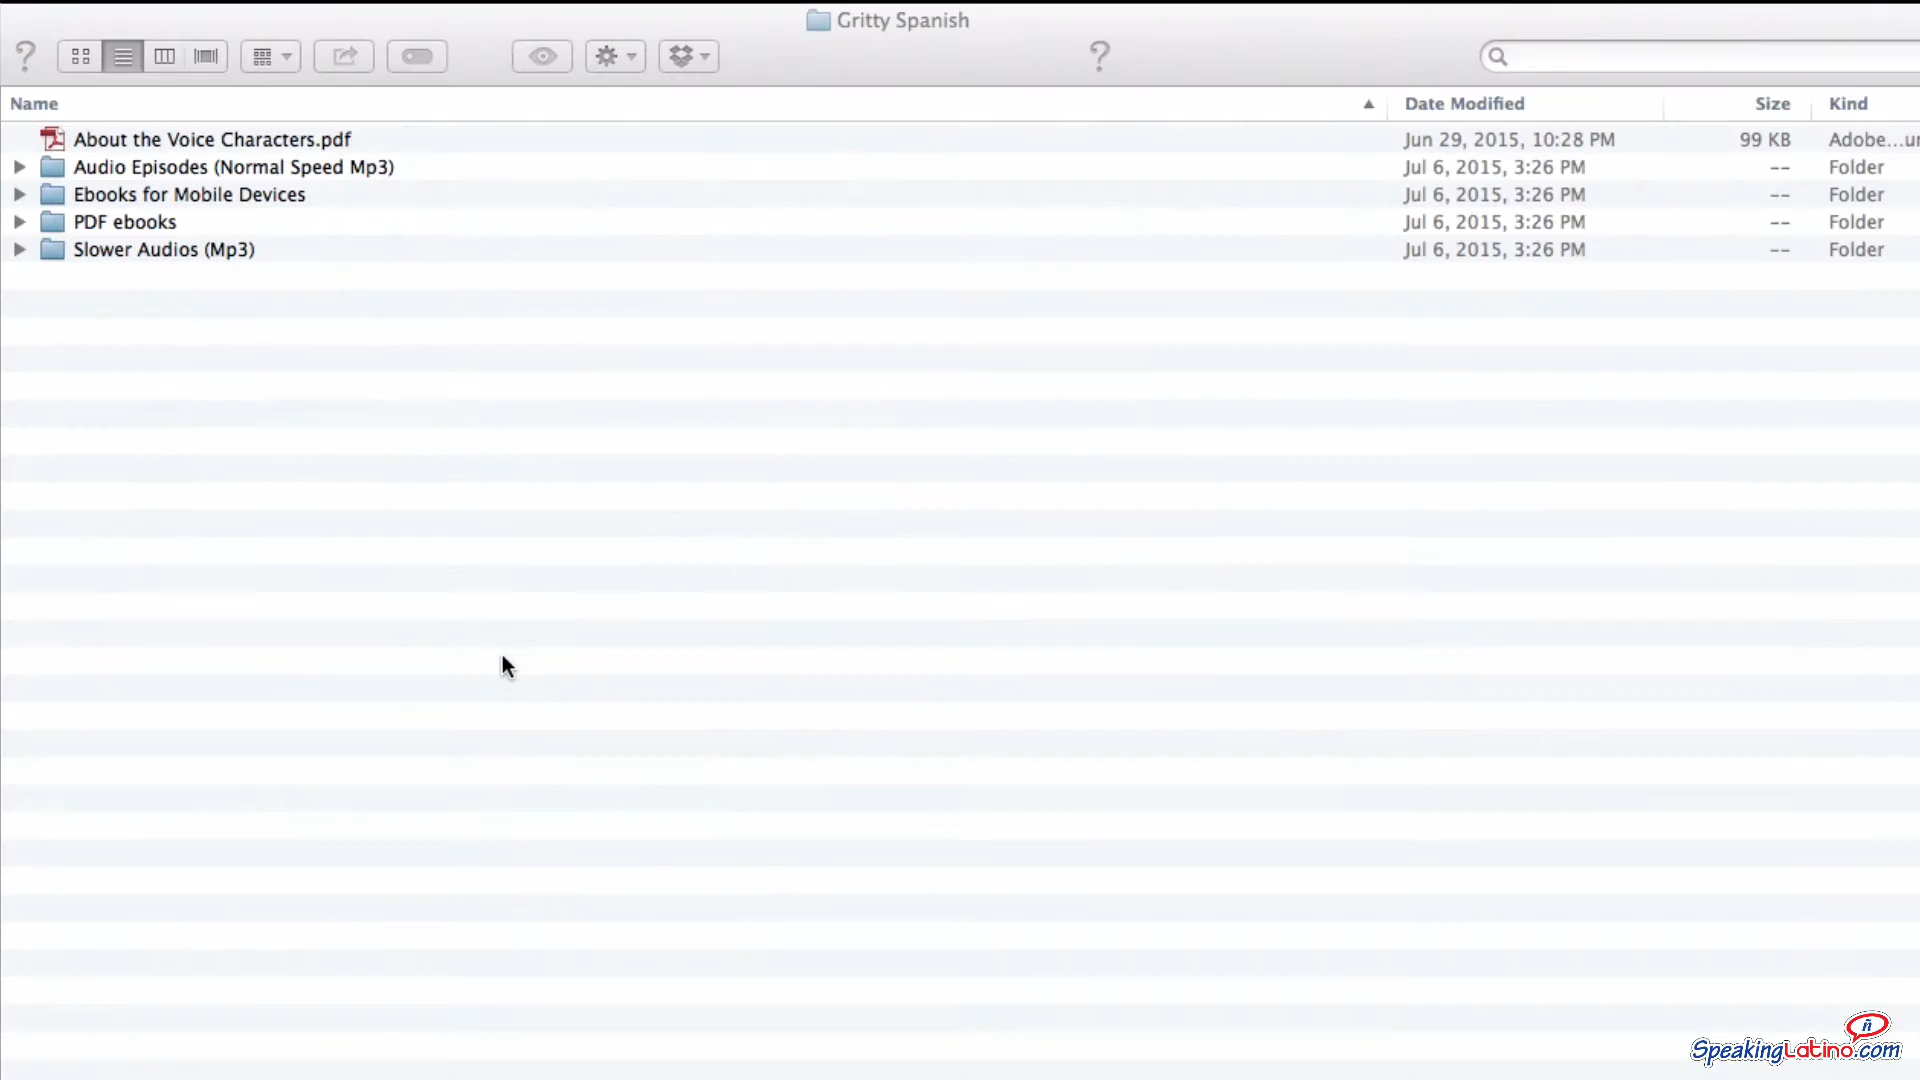 Gritty Spanish
? ?
Name Date Modified Size Kind
About the Voice Characters.pdf Jun 29, 2015, 10:28 PM 99 KB Adobe...ur
Audio Episodes (Normal Speed Mp3) Jul 6, 2015, 3:26 PM -- Folder
Ebooks for Mobile Devices Jul 6, 2015, 3:26 PM -- Folder
PDF ebooks Jul 6, 2015, 3:26 PM -- Folder
Slower Audios (Mp3) Jul 6, 2015, 3:26 PM -- Folder
ñ
SpeakingLatino.com